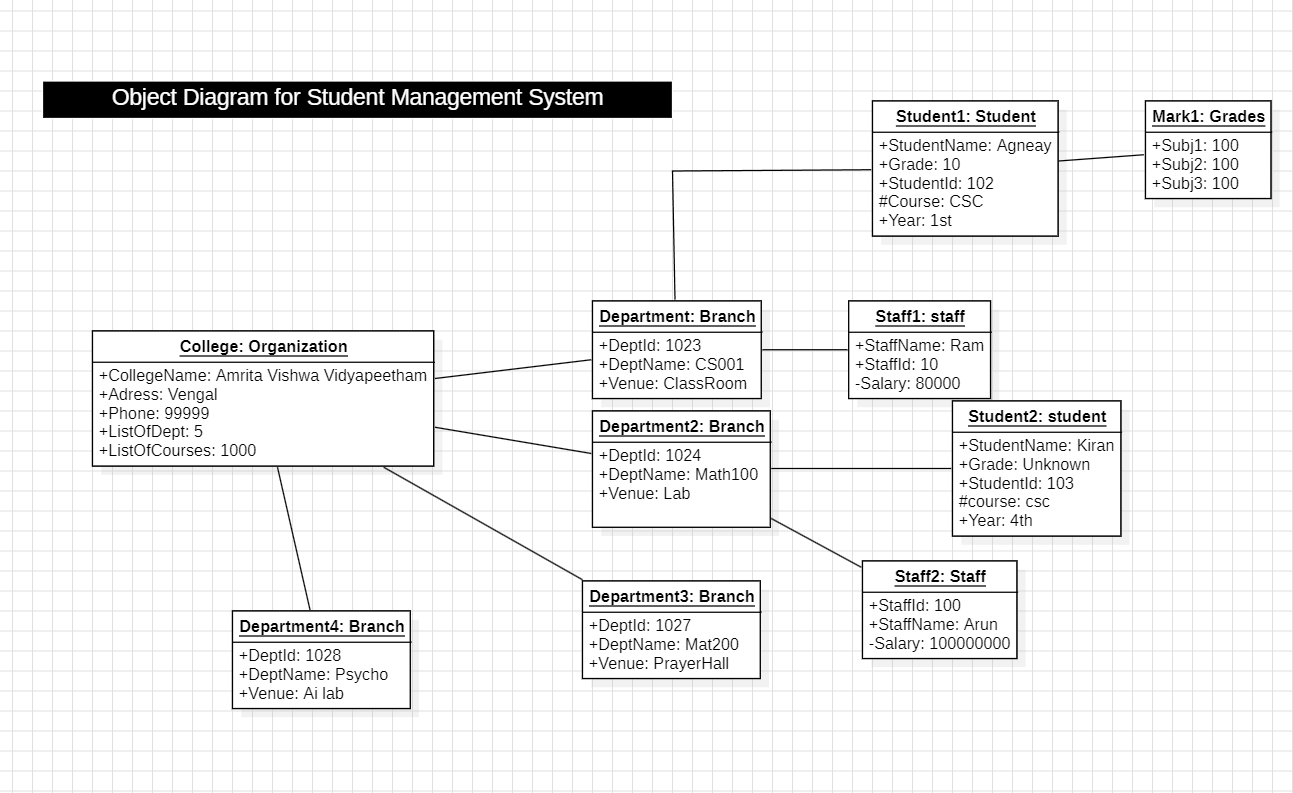 Object Diagram for Student Management System
Student1: Student
+StudentName: Agneay
+Grade: 10
+StudentId: 102
#Course: CSC
+Year: 1st
Mark1: Grades
+Subj1: 100
+Subj2: 100
+Subj3: 100
College: Organization
+CollegeName: Amrita Vishwa Vidyapeetham
+Adress: Vengal
+Phone: 99999
+ListOfDept: 5
+ListOfCourses: 1000
Department: Branch
+DeptId: 1023
+DeptName: CS001
+Venue: ClassRoom
Staff1: staff
+StaffName: Ram
+StaffId: 10
-Salary: 80000
Department2: Branch
+DeptId: 1024
+DeptName: Math100
+Venue: Lab
Student2: student
+StudentName: Kiran
+Grade: Unknown
+StudentId: 103
#course: csc
+Year: 4th
Staff2: Staff
+StaffId: 100
+StaffName: Arun
-Salary: 100000000
Department3: Branch
+DeptId: 1027
+DeptName: Mat200
+Venue: PrayerHall
Department4: Branch
+DeptId: 1028
+DeptName: Psycho
+Venue: Ai lab